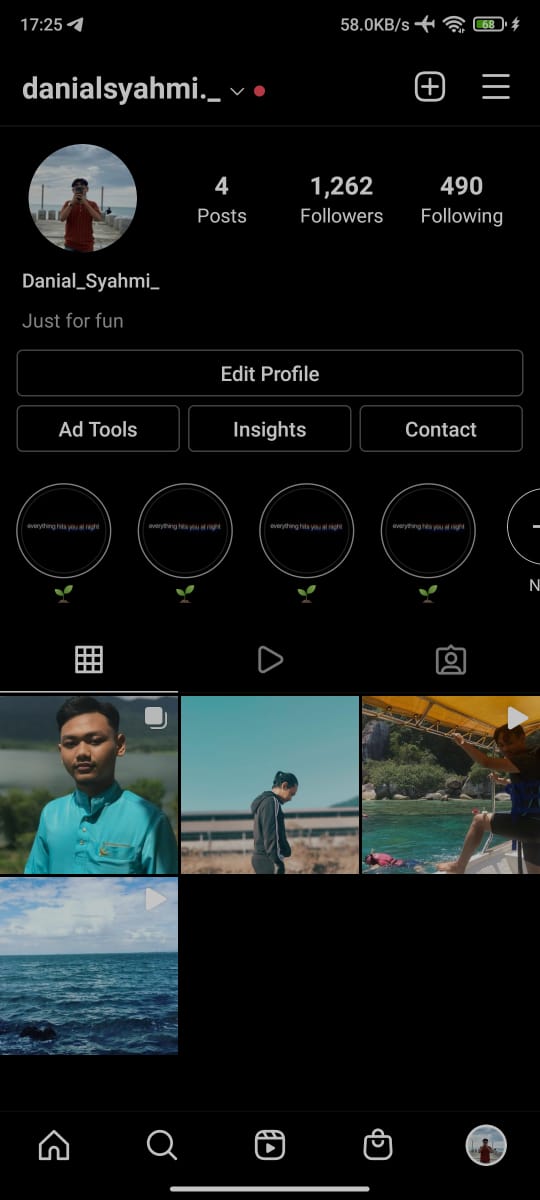 17:25
58.0KB/s
68
danialsyahmi._
4
Posts
1,262
Followers
490
Following
Danial_Syahmi_
Just for fun
Edit Profile
Ad Tools
Insights
Contact
everything hits you at night
everything hits you at night
everything hits you at night
everything hits you at night
N